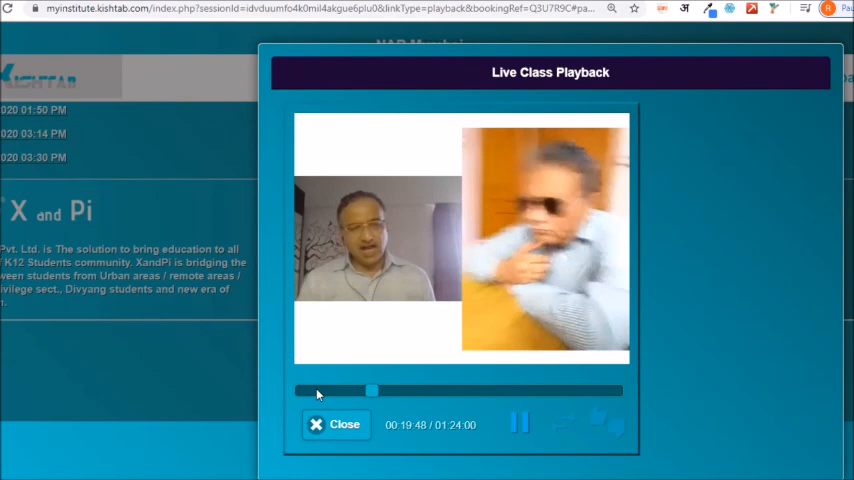 myinstitute.kishtab.com/index.php?sessionId=idvduumfo4k0mil4akgue6plu0&linkType=playback&bookingRef=Q3U7R9C#pa...
अ
R
Pau
Live Class Playback
KISHTAB
2020 01:50 PM
2020 03:14 PM
2020 03:30 PM
X and Pi
Pvt. Ltd. is The solution to bring education to all
f K12 Students community. XandPi is bridging the
ween students from Urban areas / remote areas /
ivilege sect., Divyang students and new era of
n.
Close
00:19:48 / 01:24:00